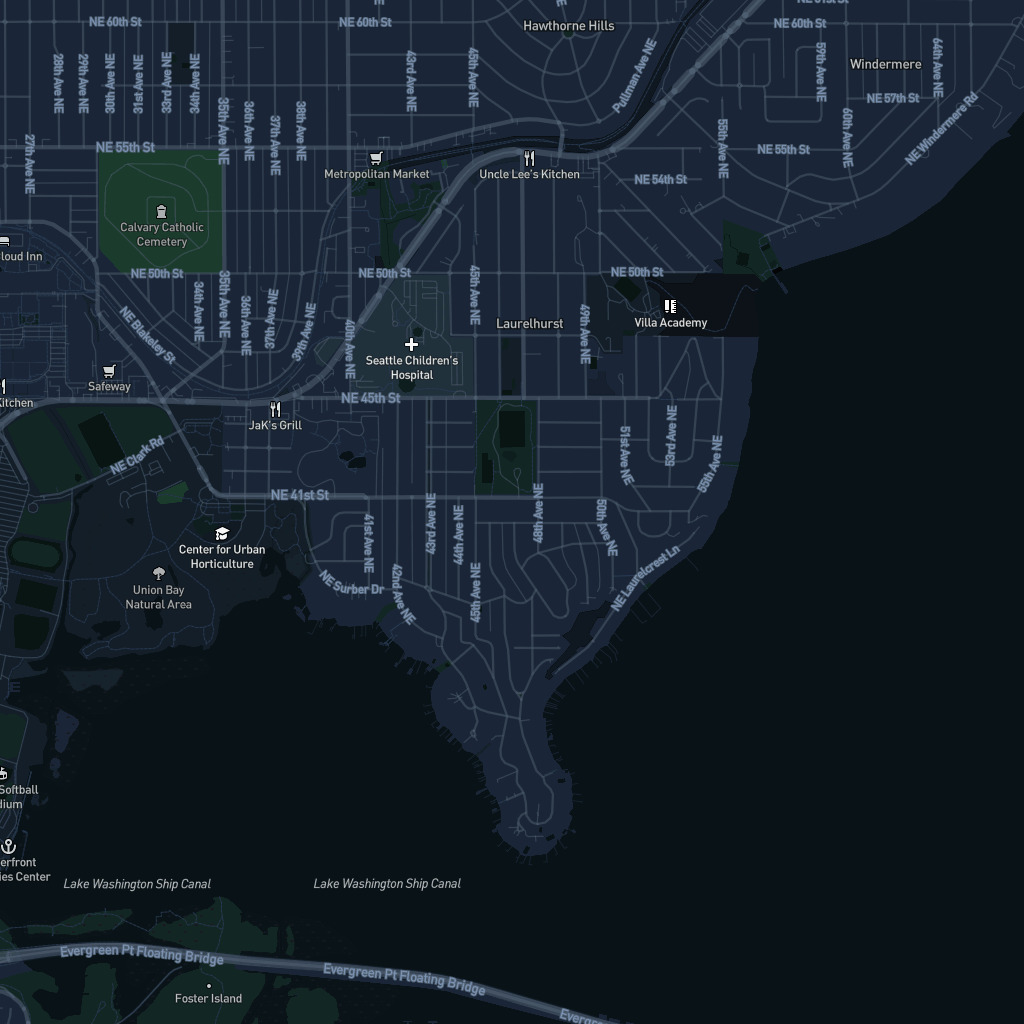 NE 60th St
NE 60th St
Hawthorne Hills
NE 60th St
28th Ave NE
29th Ave NE
30th Ave NE
31st Ave NE
33rd Ave NE
34th Ave NE
43rd Ave NE
45th Ave NE
Pullman Ave NE
59th Ave NE
Windermere
64th Ave NE
NE 57th St
35th Ave NE
36th Ave NE
37th Ave NE
38th Ave NE
55th Ave NE
60th Ave NE
NE Windermere Rd
27th Ave NE
NE 55th St
NE 55th St
Metropolitan Market
Uncle Lee's Kitchen
NE 54th St
Calvary Catholic
Cemetery
loud Inn
NE 50th St
NE 50th St
NE 50th St
34th Ave NE
35th Ave NE
36th Ave NE
37th Ave NE
39th Ave NE
40th Ave NE
45th Ave NE
49th Ave NE
NE Blakeley St
Laurelhurst
Villa Academy
Seattle Children's
Hospital
Safeway
Kitchen
NE 45th St
JaK's Grill
NE Clark Rd
51st Ave NE
53rd Ave NE
55th Ave NE
NE 41st St
41st Ave NE
43rd Ave NE
44th Ave NE
48th Ave NE
50th Ave NE
Center for Urban
Horticulture
Union Bay
Natural Area
NE Surber Dr
42nd Ave NE
45th Ave NE
NE Laurelcrest Ln
Softball
dium
erfront
ies Center
Lake Washington Ship Canal
Lake Washington Ship Canal
Evergreen Pt Floating Bridge
Evergreen Pt Floating Bridge
Evergre
Foster Island